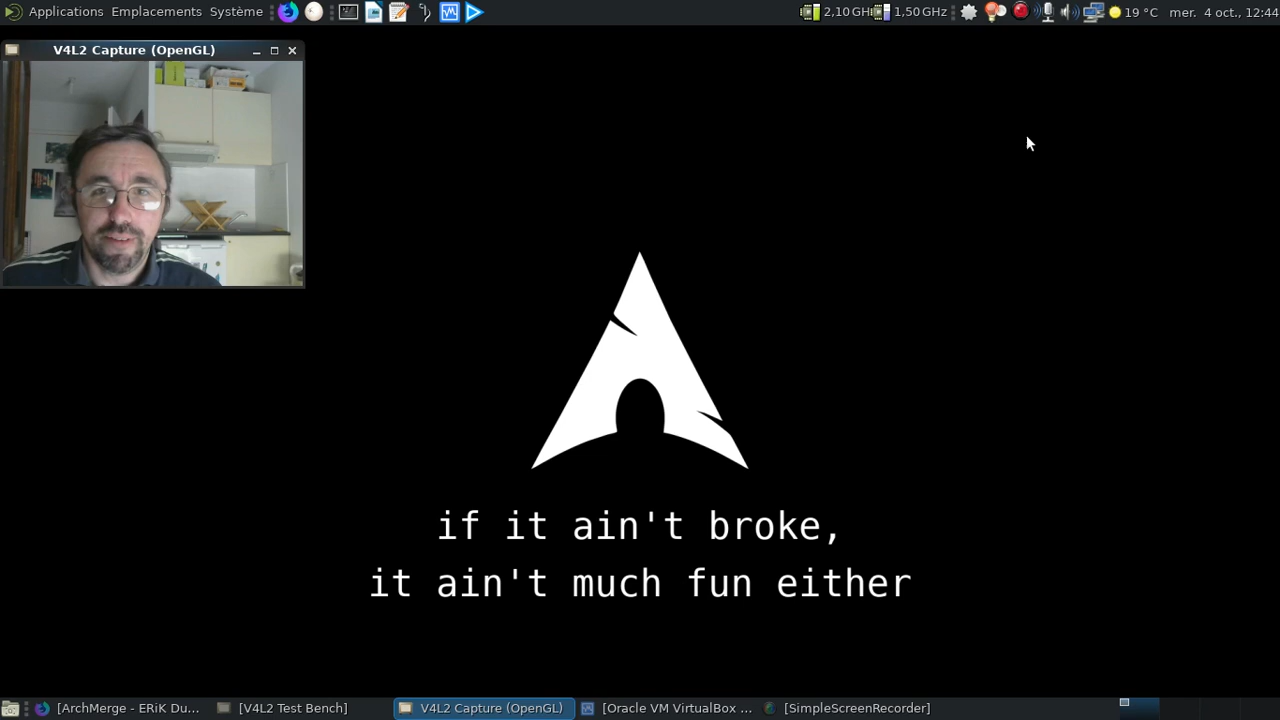 Applications Emplacements Système
2,10 GHz 1,50 GHz 19 °C mer. 4 oct., 12:44
V4L2 Capture (OpenGL)
if it ain't broke,
it ain't much fun either
[ArchMerge - ERiK Du... [V4L2 Test Bench] V4L2 Capture (OpenGL) [Oracle VM VirtualBox ... [SimpleScreenRecorder]